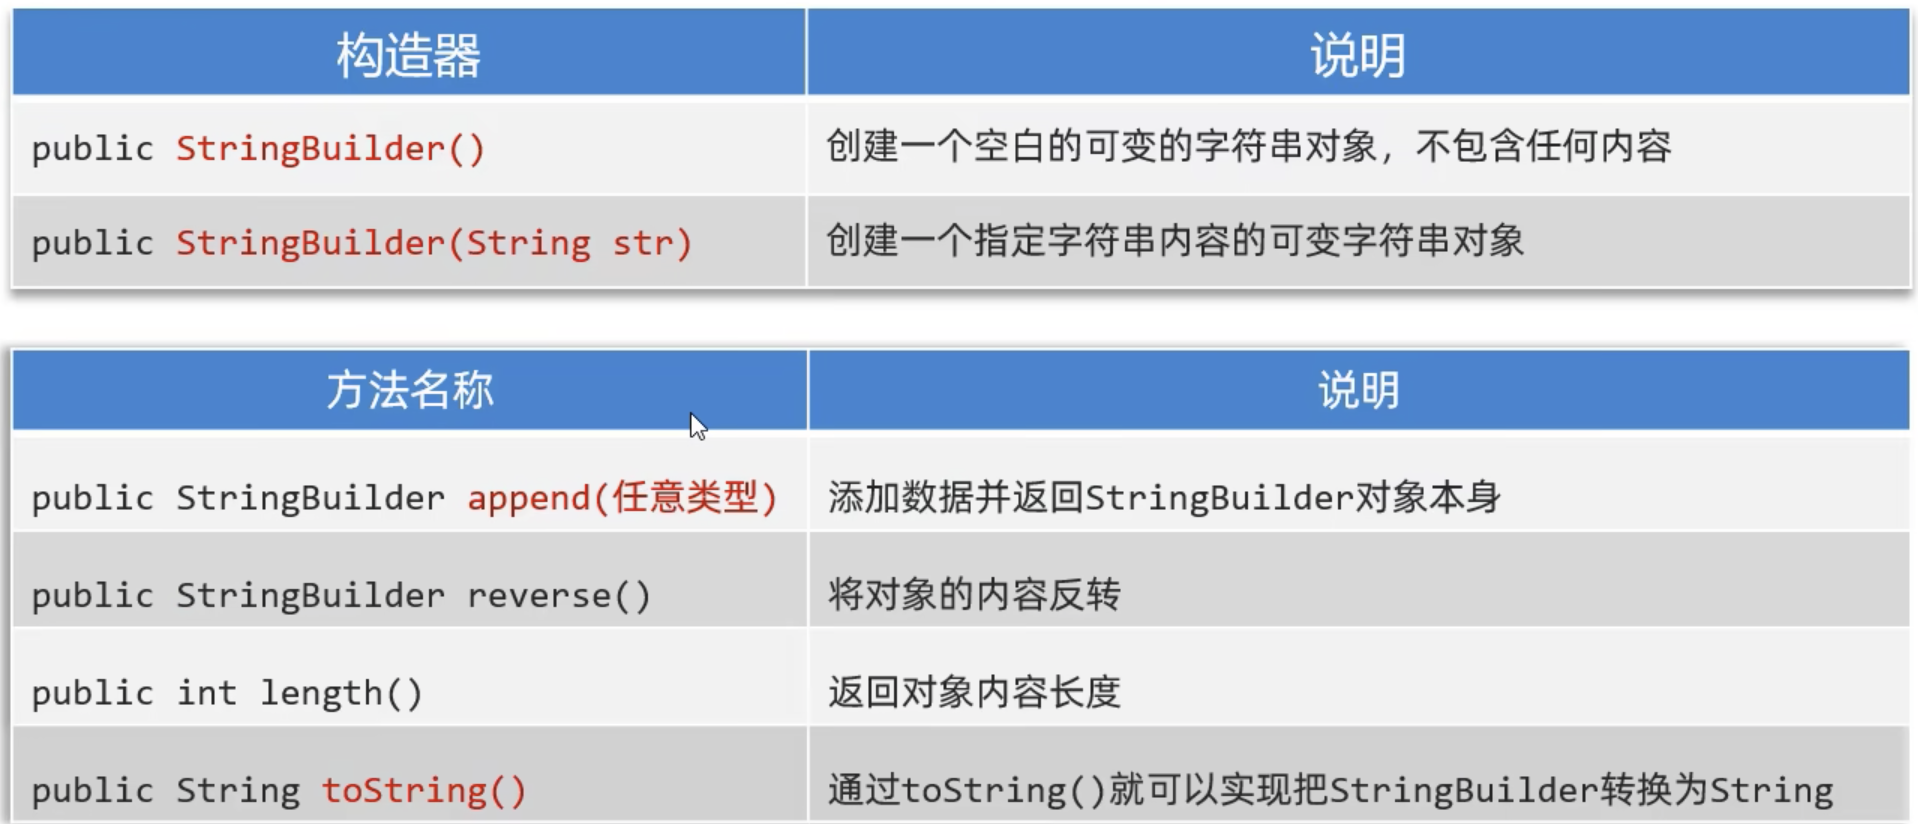 构造器 说明
public StringBuilder() 创建一个空白的可变的字符串对象，不包含任何内容
public StringBuilder(String str) 创建一个指定字符串内容的可变字符串对象
方法名称 说明
public StringBuilder append(任意类型) 添加数据并返回StringBuilder对象本身
public StringBuilder reverse() 将对象的内容反转
public int length() 返回对象内容长度
public String toString() 通过toString()就可以实现把StringBuilder转换为String